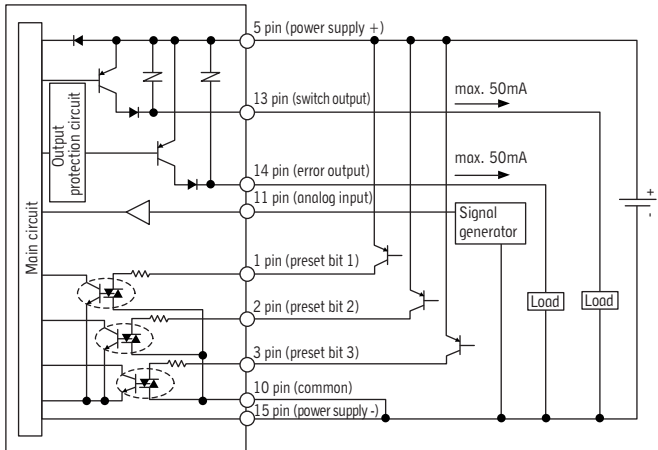 5 pin (power supply +)
max. 50mA
13 pin (switch output)
Output
protection circuit
max. 50mA
14 pin (error output)
11 pin (analog input)
Signal
generator
+
-
Main circuit
1 pin (preset bit 1)
2 pin (preset bit 2)
Load
Load
3 pin (preset bit 3)
10 pin (common)
15 pin (power supply -)